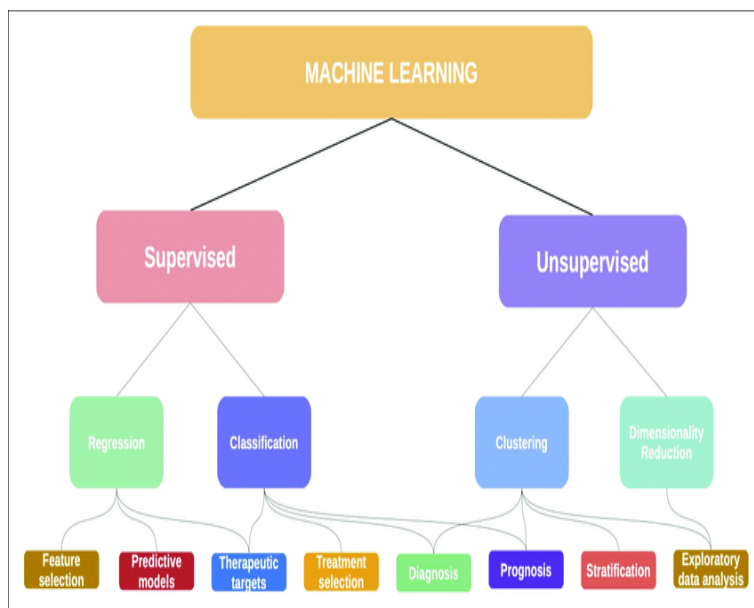 MACHINE LEARNING
Supervised
Unsupervised
Regression
Classification
Clustering
Dimensionality
Reduction
Feature
selection
Predictive
models
Therapeutic
targets
Treatment
selection
Diagnosis
Prognosis
Stratification
Exploratory
data analysis